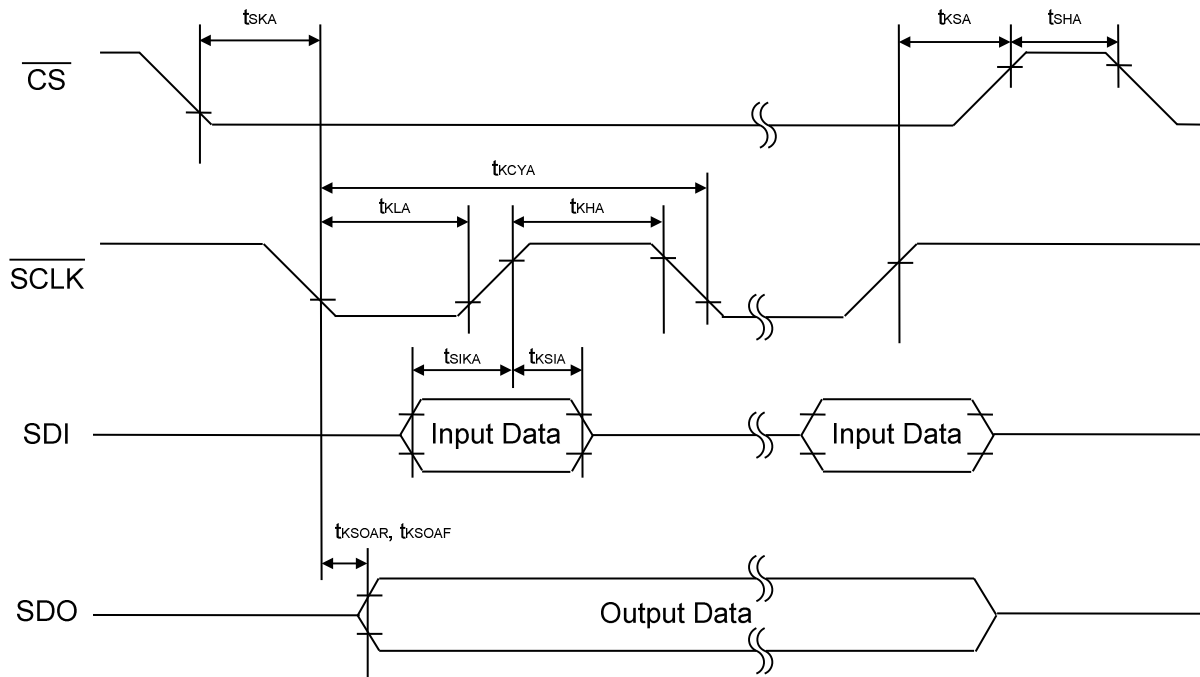 tSKA
tKSA
tSHA
CS
tKCYA
tKLA
tKHA
SCLK
tSIKA
tKSIA
SDI
Input Data
Input Data
tKSOAR, tKSOAF
SDO
Output Data